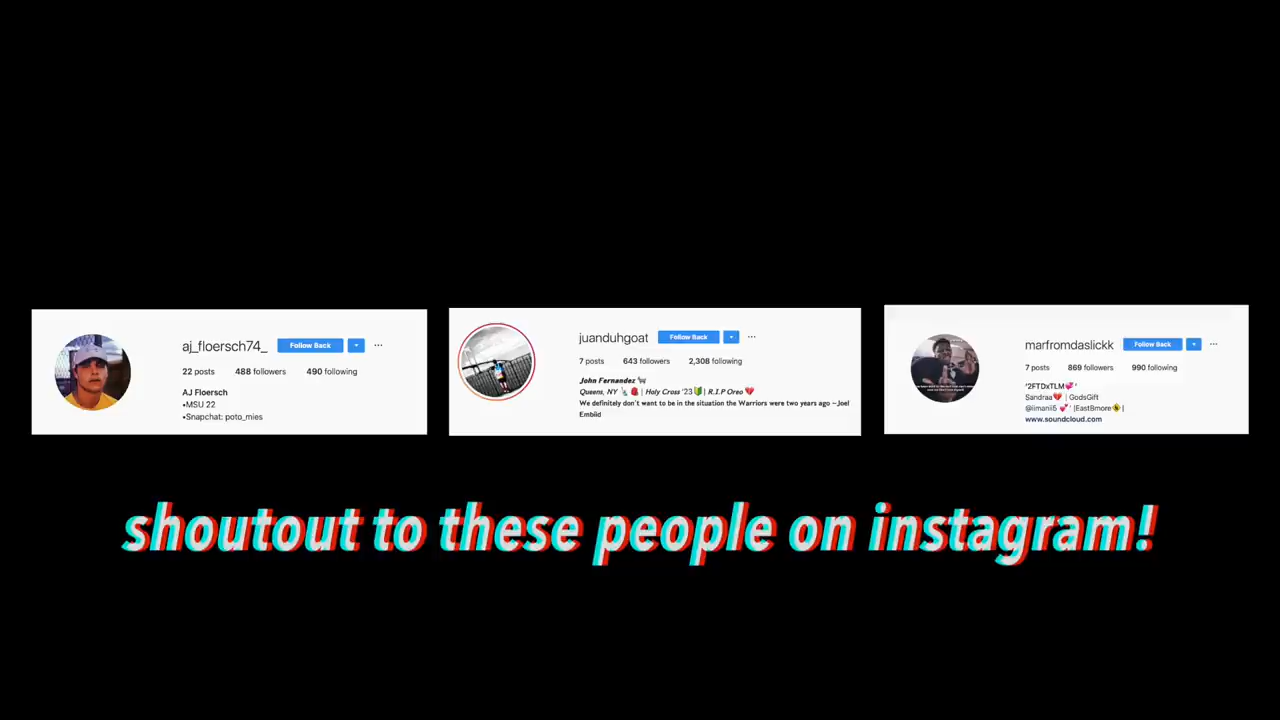 aj_floersch74_ Follow Back
22 posts 488 followers 490 following
AJ Floersch
•MSU 22
•Snapchat: poto_mies
juanduhgoat Follow Back
7 posts 643 followers 2,308 following
John Fernandez 🐐
Queens, NY 🗽 | Holy Cross '23🔰| R.I.P Oreo 💔
We definitely don't want to be in the situation the Warriors were two years ago ~Joel
Embiid
marfromdaslickk Follow Back
7 posts 869 followers 990 following
'2FTDxTLM💞'
Sandraa💔 | GodsGift
@iimanii5 💞' |EastBmore🚸|
www.soundcloud.com
shoutout to these people on instagram!